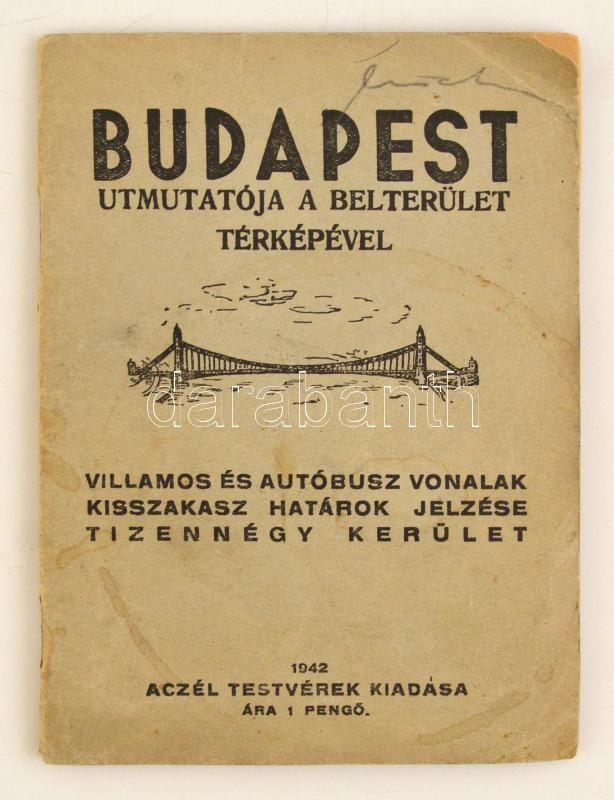 BUDAPEST
UTMUTATÓJA A BELTERÜLET
TÉRKÉPÉVEL
darabanth
VILLAMOS ÉS AUTÓBUSZ VONALAK
KISSZAKASZ HATÁROK JELZÉSE
TIZENNÉGY KERÜLET
1942
ACZÉL TESTVÉREK KIADÁSA
ÁRA 1 PENGŐ.